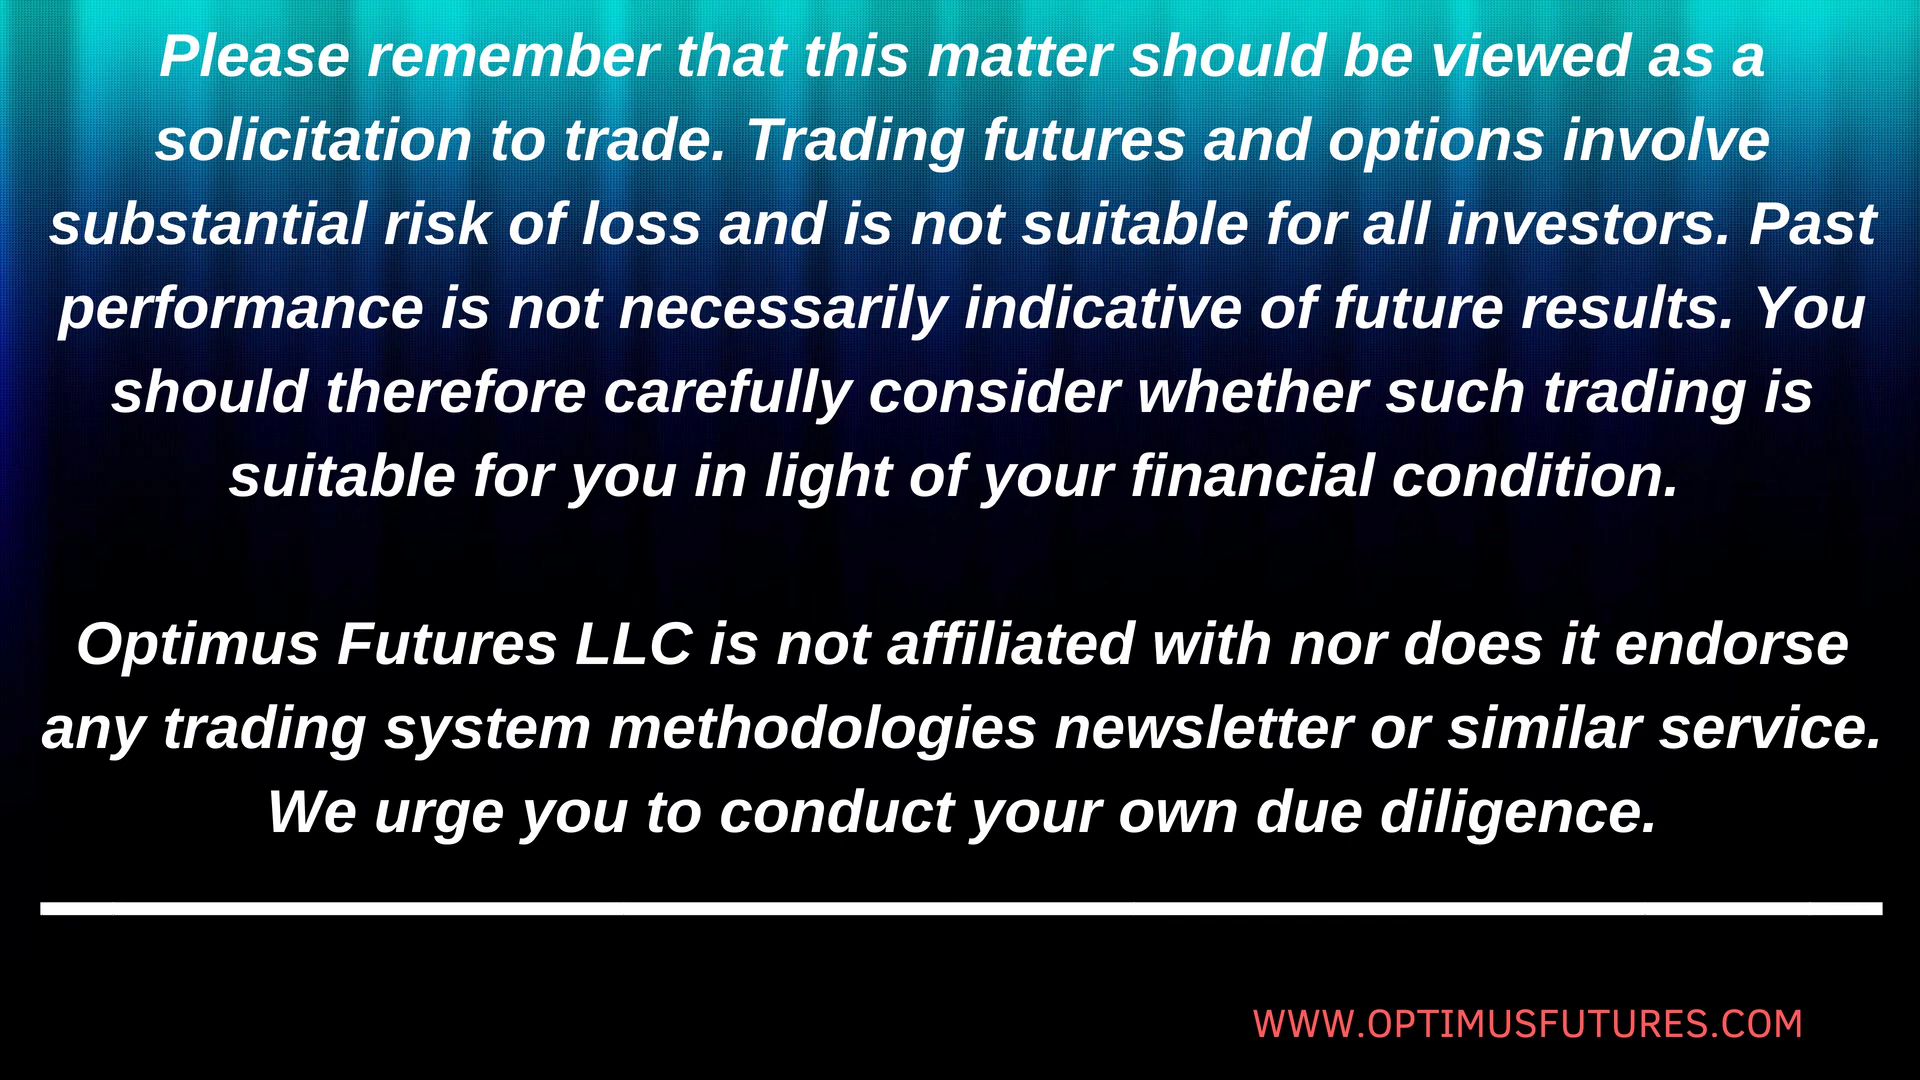 Please remember that this matter should be viewed as a
solicitation to trade. Trading futures and options involve
substantial risk of loss and is not suitable for all investors. Past
performance is not necessarily indicative of future results. You
should therefore carefully consider whether such trading is
suitable for you in light of your financial condition.
Optimus Futures LLC is not affiliated with nor does it endorse
any trading system methodologies newsletter or similar service.
We urge you to conduct your own due diligence.
WWW.OPTIMUSFUTURES.COM